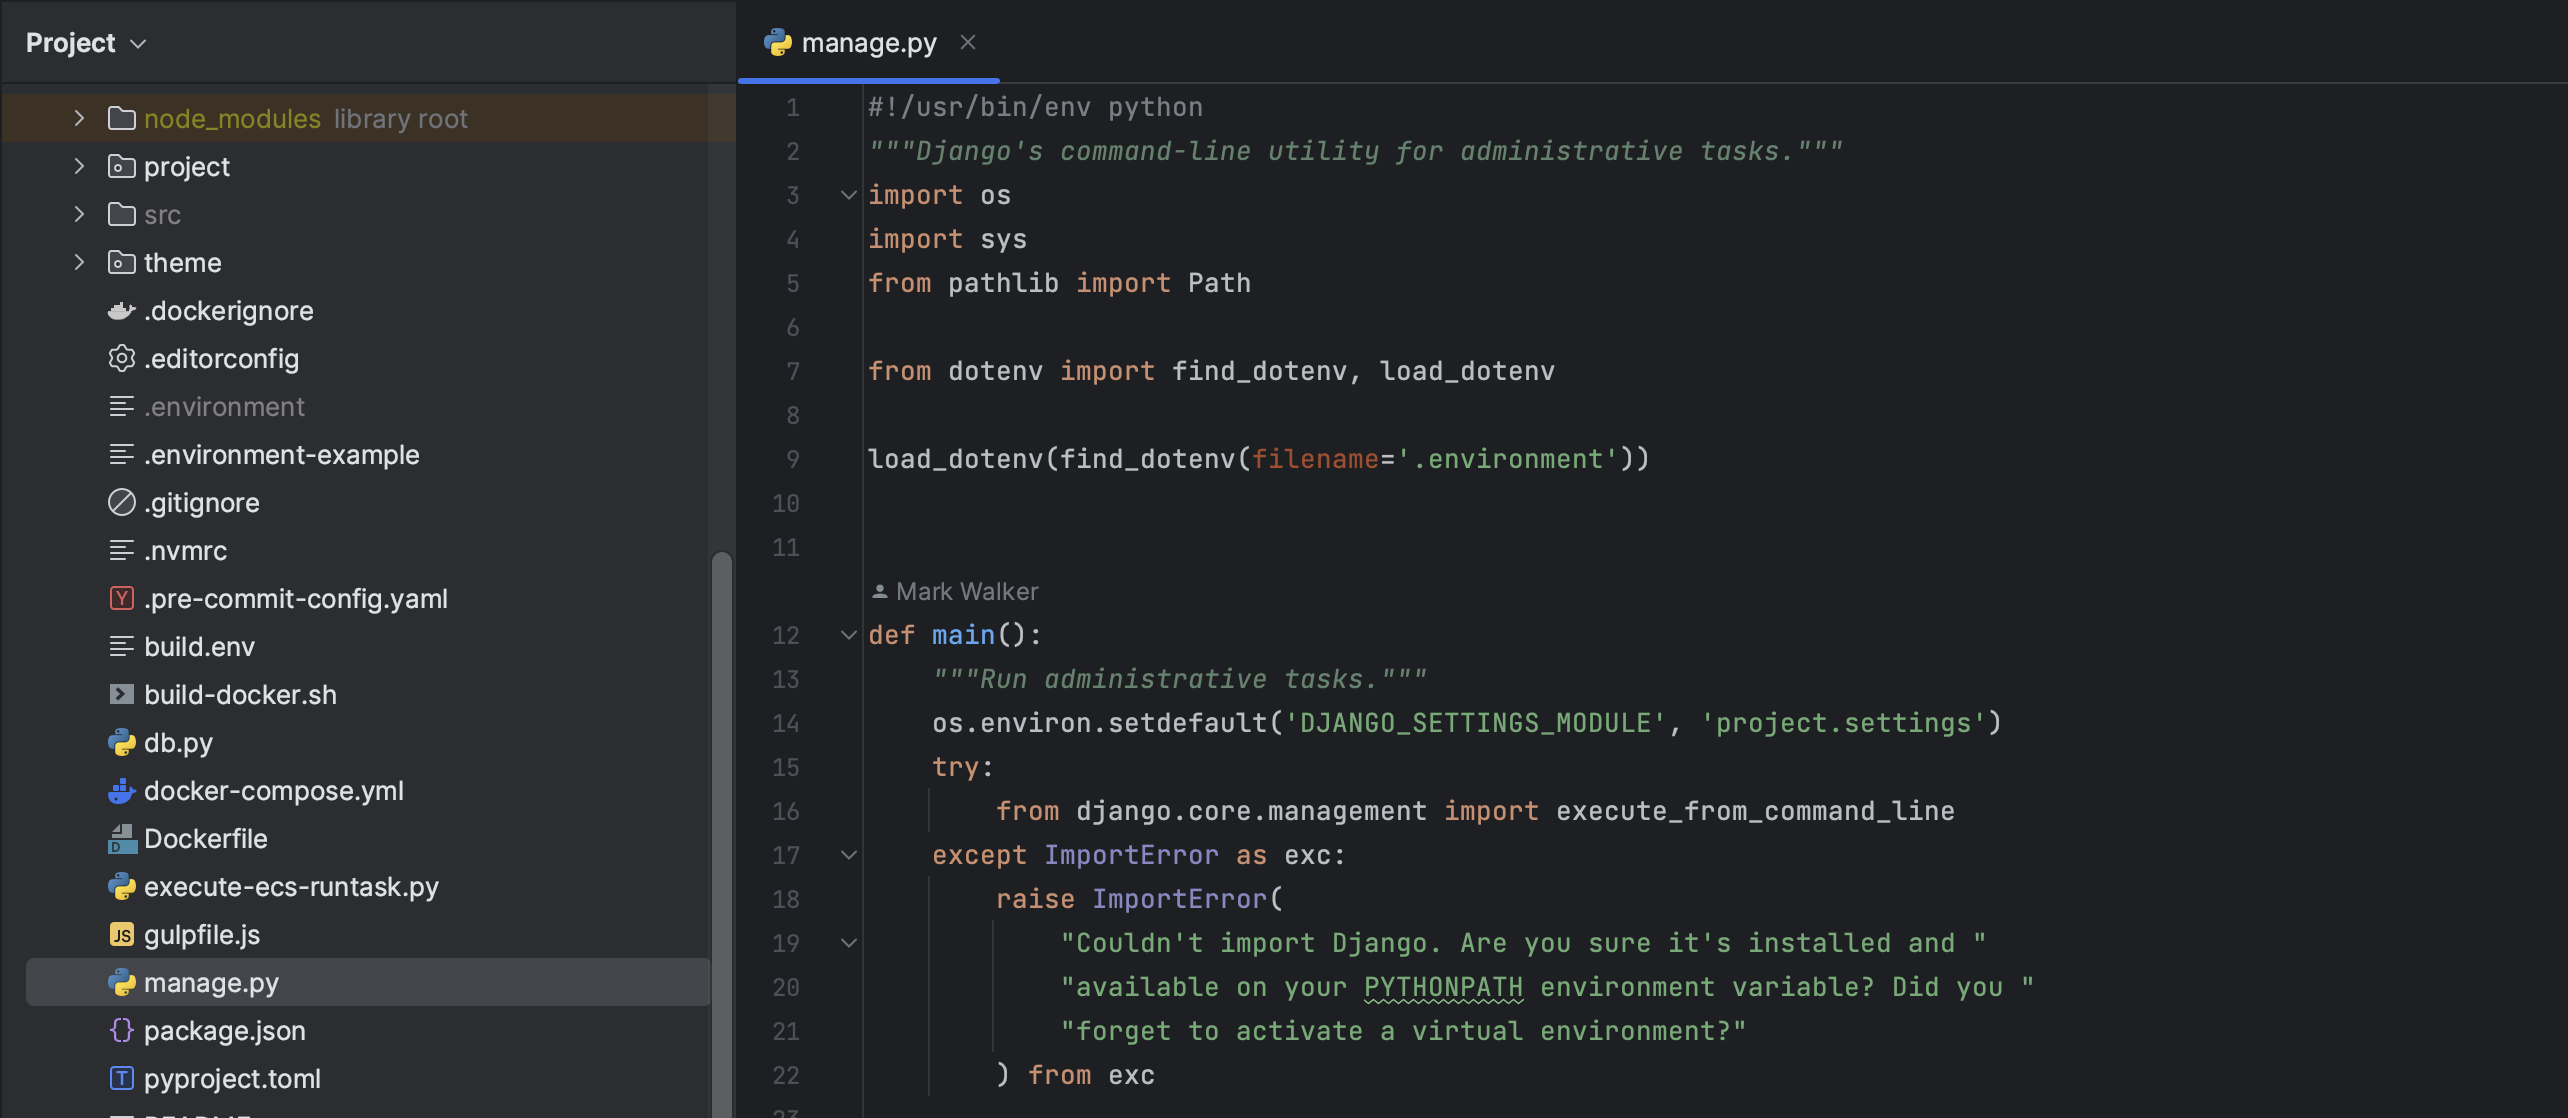 Project
node_modules library root
project
src
theme
.dockerignore
.editorconfig
.environment
.environment-example
.gitignore
.nvmrc
.pre-commit-config.yaml
build.env
build-docker.sh
db.py
docker-compose.yml
Dockerfile
execute-ecs-runtask.py
gulpfile.js
manage.py
package.json
pyproject.toml
manage.py
1 #!/usr/bin/env python
2 """Django's command-line utility for administrative tasks."""
3 import os
4 import sys
5 from pathlib import Path
6
7 from dotenv import find_dotenv, load_dotenv
8
9 load_dotenv(find_dotenv(filename='.environment'))
10
11
Mark Walker
12 def main():
13 """Run administrative tasks."""
14 os.environ.setdefault('DJANGO_SETTINGS_MODULE', 'project.settings')
15 try:
16 from django.core.management import execute_from_command_line
17 except ImportError as exc:
18 raise ImportError(
19 "Couldn't import Django. Are you sure it's installed and "
20 "available on your PYTHONPATH environment variable? Did you "
21 "forget to activate a virtual environment?"
22 ) from exc